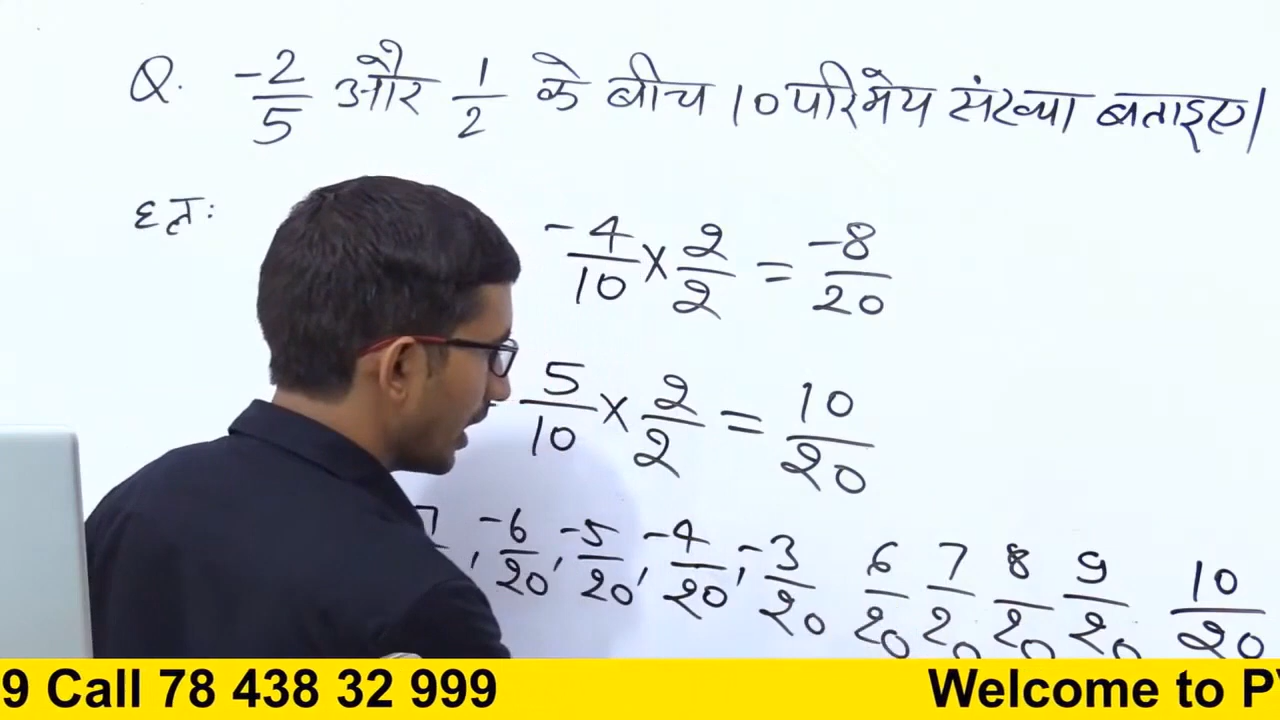 Q. -2/5 और 1/2 के बीच 10 परिमेय संख्या बताइए।
हल:
-4/10 × 2/2 = -8/20
5/10 × 2/2 = 10/20
, -6/20, -5/20, -4/20, -3/20 6/20 7/20 8/20 9/20 10/20
9 Call 78 438 32 999 Welcome to P